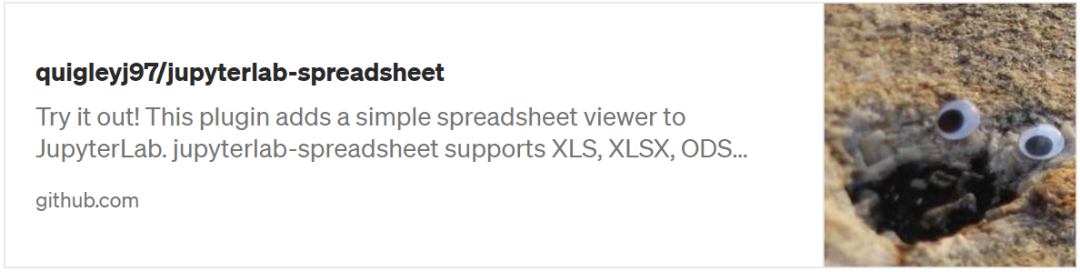 quigleyj97/jupyterlab-spreadsheet
Try it out! This plugin adds a simple spreadsheet viewer to
JupyterLab. jupyterlab-spreadsheet supports XLS, XLSX, ODS...
github.com